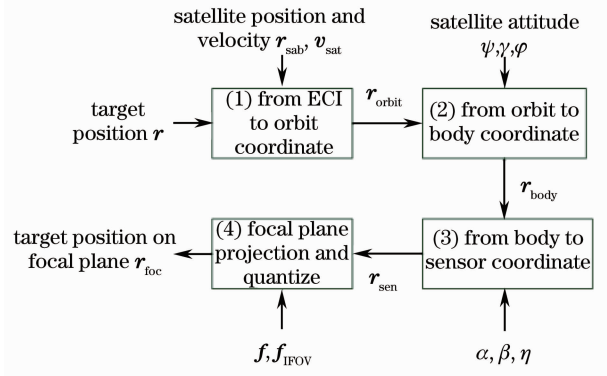 satellite position and
velocity r_sab, v_sat
satellite attitude
ψ,γ,φ
target
position r
(1) from ECI
to orbit
coordinate
r_orbit
(2) from orbit to
body coordinate
r_body
target position on
focal plane r_foc
(4) focal plane
projection and
quantize
r_sen
(3) from body to
sensor coordinate
f,f_IFOV
α, β, η